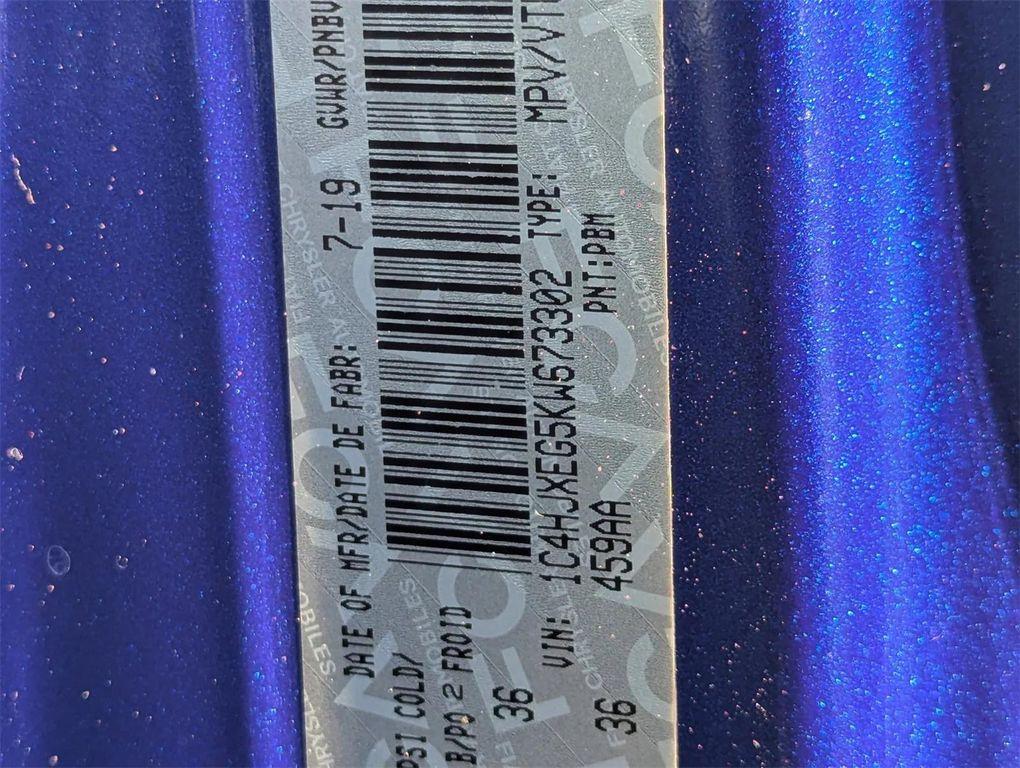 DATE OF MFR/DATE DE FABR: 7-19 GVWR/PNBV
PSI COLD/
B/PO 2 FROID
36 VIN: 1C4HJXEG5KW673302 TYPE: MPV/VTU
459AA PNT:PBM
36